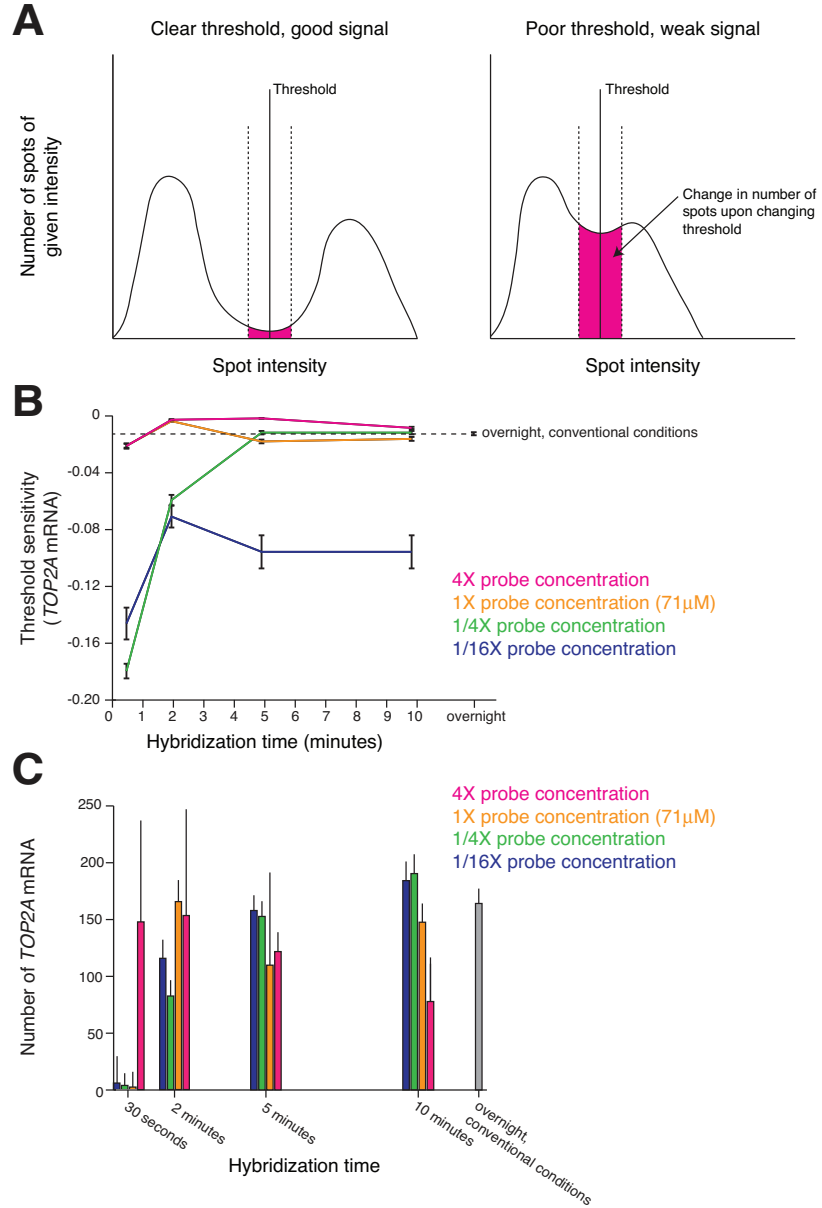 A
Clear threshold, good signal
Poor threshold, weak signal
Number of spots of
given intensity
Threshold
Threshold
Change in number of
spots upon changing
threshold
Spot intensity
Spot intensity
B
Threshold sensitivity
(TOP2A mRNA)
0
-0.04
-0.08
-0.12
-0.16
-0.20
overnight, conventional conditions
4X probe concentration
1X probe concentration (71µM)
1/4X probe concentration
1/16X probe concentration
0 1 2 3 4 5 6 7 8 9 10 overnight
Hybridization time (minutes)
C
4X probe concentration
1X probe concentration (71µM)
1/4X probe concentration
1/16X probe concentration
Number of TOP2A mRNA
250
200
150
100
50
0
30 seconds
2 minutes
5 minutes
10 minutes
overnight,
conventional conditions
Hybridization time